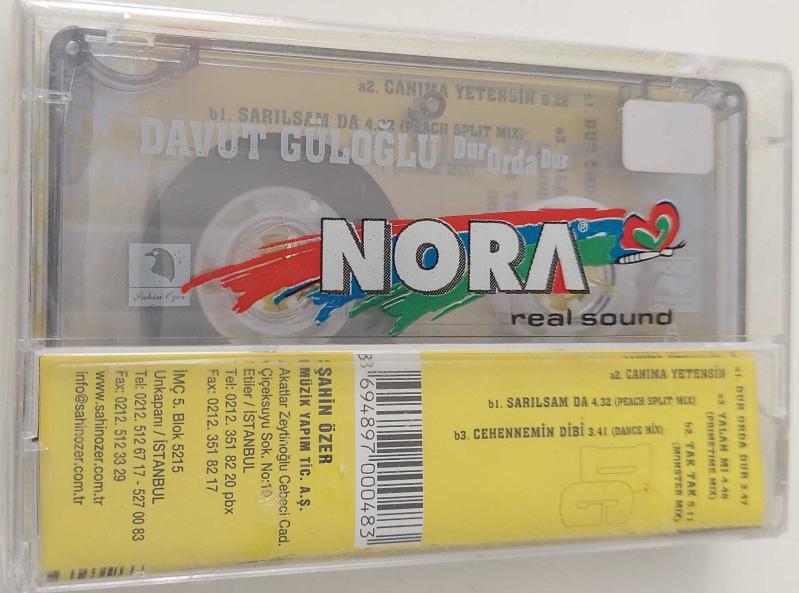 a2. CANIMA YETENSİN 5.22
b1. SARILSAM DA 4.32 (PEACH SPLIT MIX)
DAVUT GÜLOĞLU Dur Orda Dur
NORA®
real sound
Şahin Özer
ŞAHİN ÖZER
MÜZİK YAPIM TİC. A.Ş.
Akatlar Zeytinoğlu Cebeci Cad.
Çiçeksuyu Sok. No:
Etiler / İSTANBUL
Tel: 0212. 351 82 20 pbx
Fax: 0212. 351 82 17
İMÇ 5. Blok 5215
Unkapanı / İSTANBUL
Tel: 0212. 512 67 17 - 527 00 83
Fax: 0212. 512 33 29
www.sahinozer.com.tr
info@sahinozer.com.tr
8 694897 000483
a1. DUR ORDA DUR 3.47
a2. CANIMA YETENSİN
a3. YALAN MI 4.46
(PRIMETIME MIX)
b1. SARILSAM DA 4.32 (PEACH SPLIT MIX)
b2. TAK TAK 5.11
(MONSTER MIX)
b3. CEHENNEMİN DİBİ 3.41 (DANCE MIX)
DG